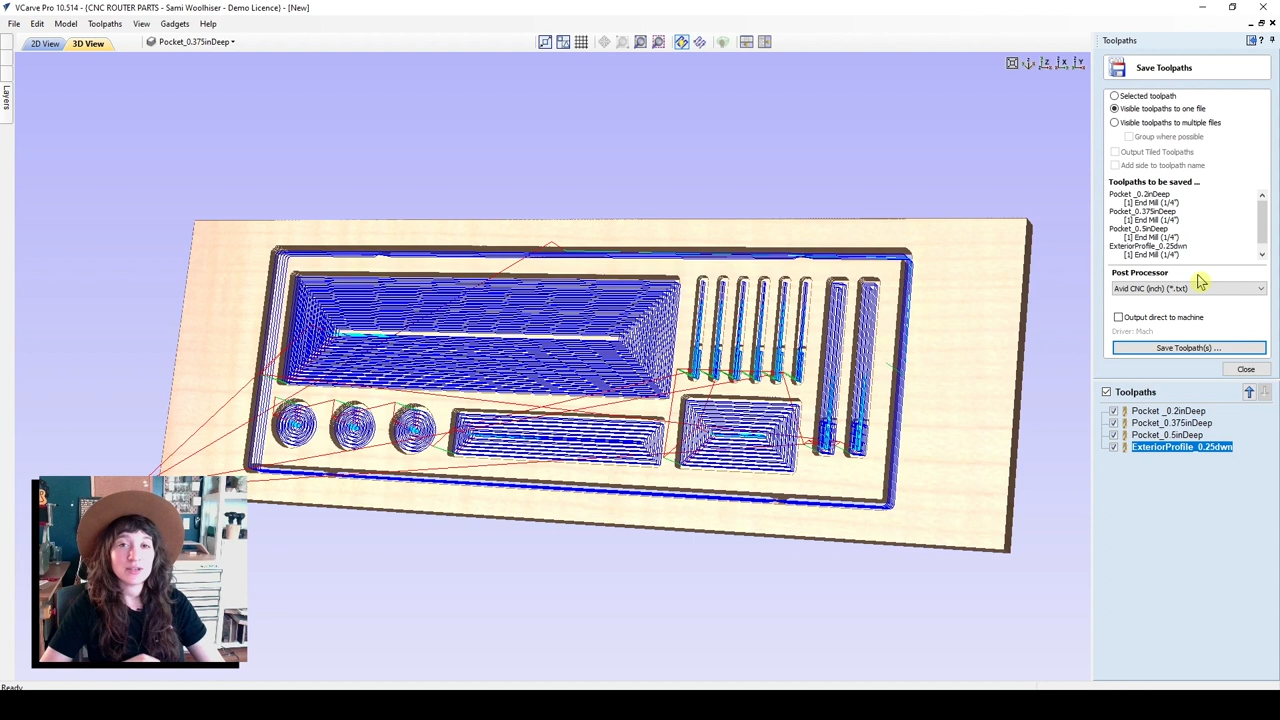 VCarve Pro 10.514 - {CNC ROUTER PARTS - Sami Woolhiser - Demo Licence} - [New]
File Edit Model Toolpaths View Gadgets Help
2D View 3D View Pocket_0.375inDeep
Layers
Toolpaths
Save Toolpaths
Selected toolpath
Visible toolpaths to one file
Visible toolpaths to multiple files
Group where possible
Output Tiled Toolpaths
Add side to toolpath name
Toolpaths to be saved ...
Pocket _0.2inDeep
[1] End Mill (1/4")
Pocket_0.375inDeep
[1] End Mill (1/4")
Pocket_0.5inDeep
[1] End Mill (1/4")
ExteriorProfile_0.25dwn
[1] End Mill (1/4")
Post Processor
Avid CNC (inch) (*.txt)
Output direct to machine
Driver: Mach
Save Toolpath(s) ...
Close
Toolpaths
Pocket _0.2inDeep
Pocket_0.375inDeep
Pocket_0.5inDeep
ExteriorProfile_0.25dwn
Ready